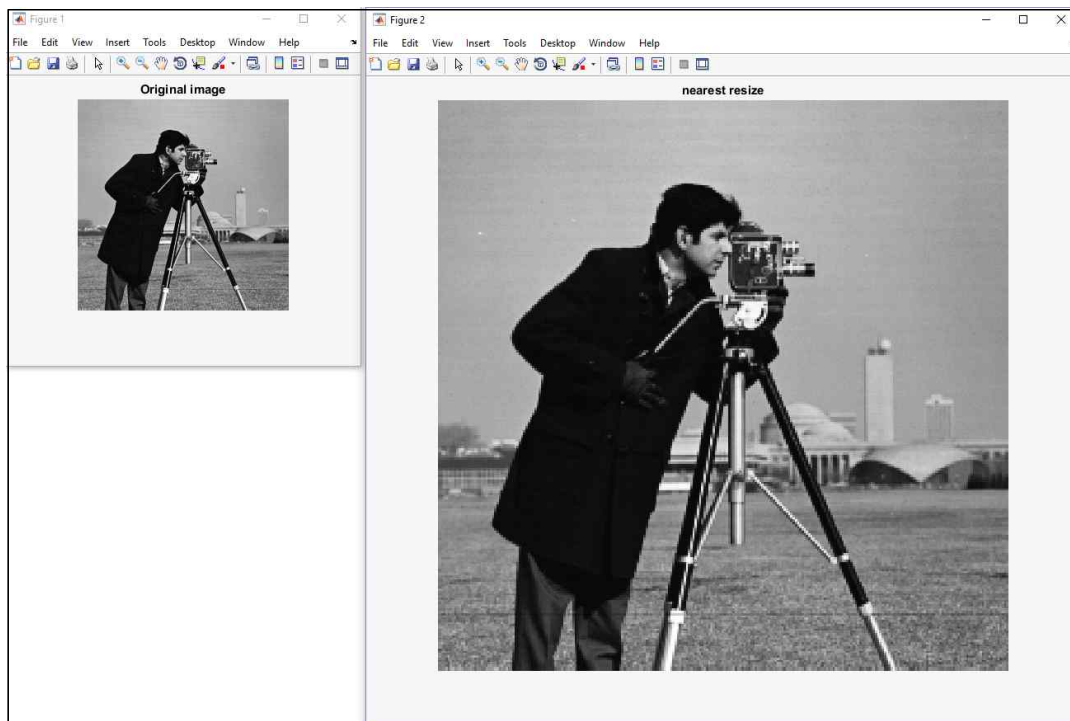 Figure 1
File Edit View Insert Tools Desktop Window Help
Original image
Figure 2
File Edit View Insert Tools Desktop Window Help
nearest resize